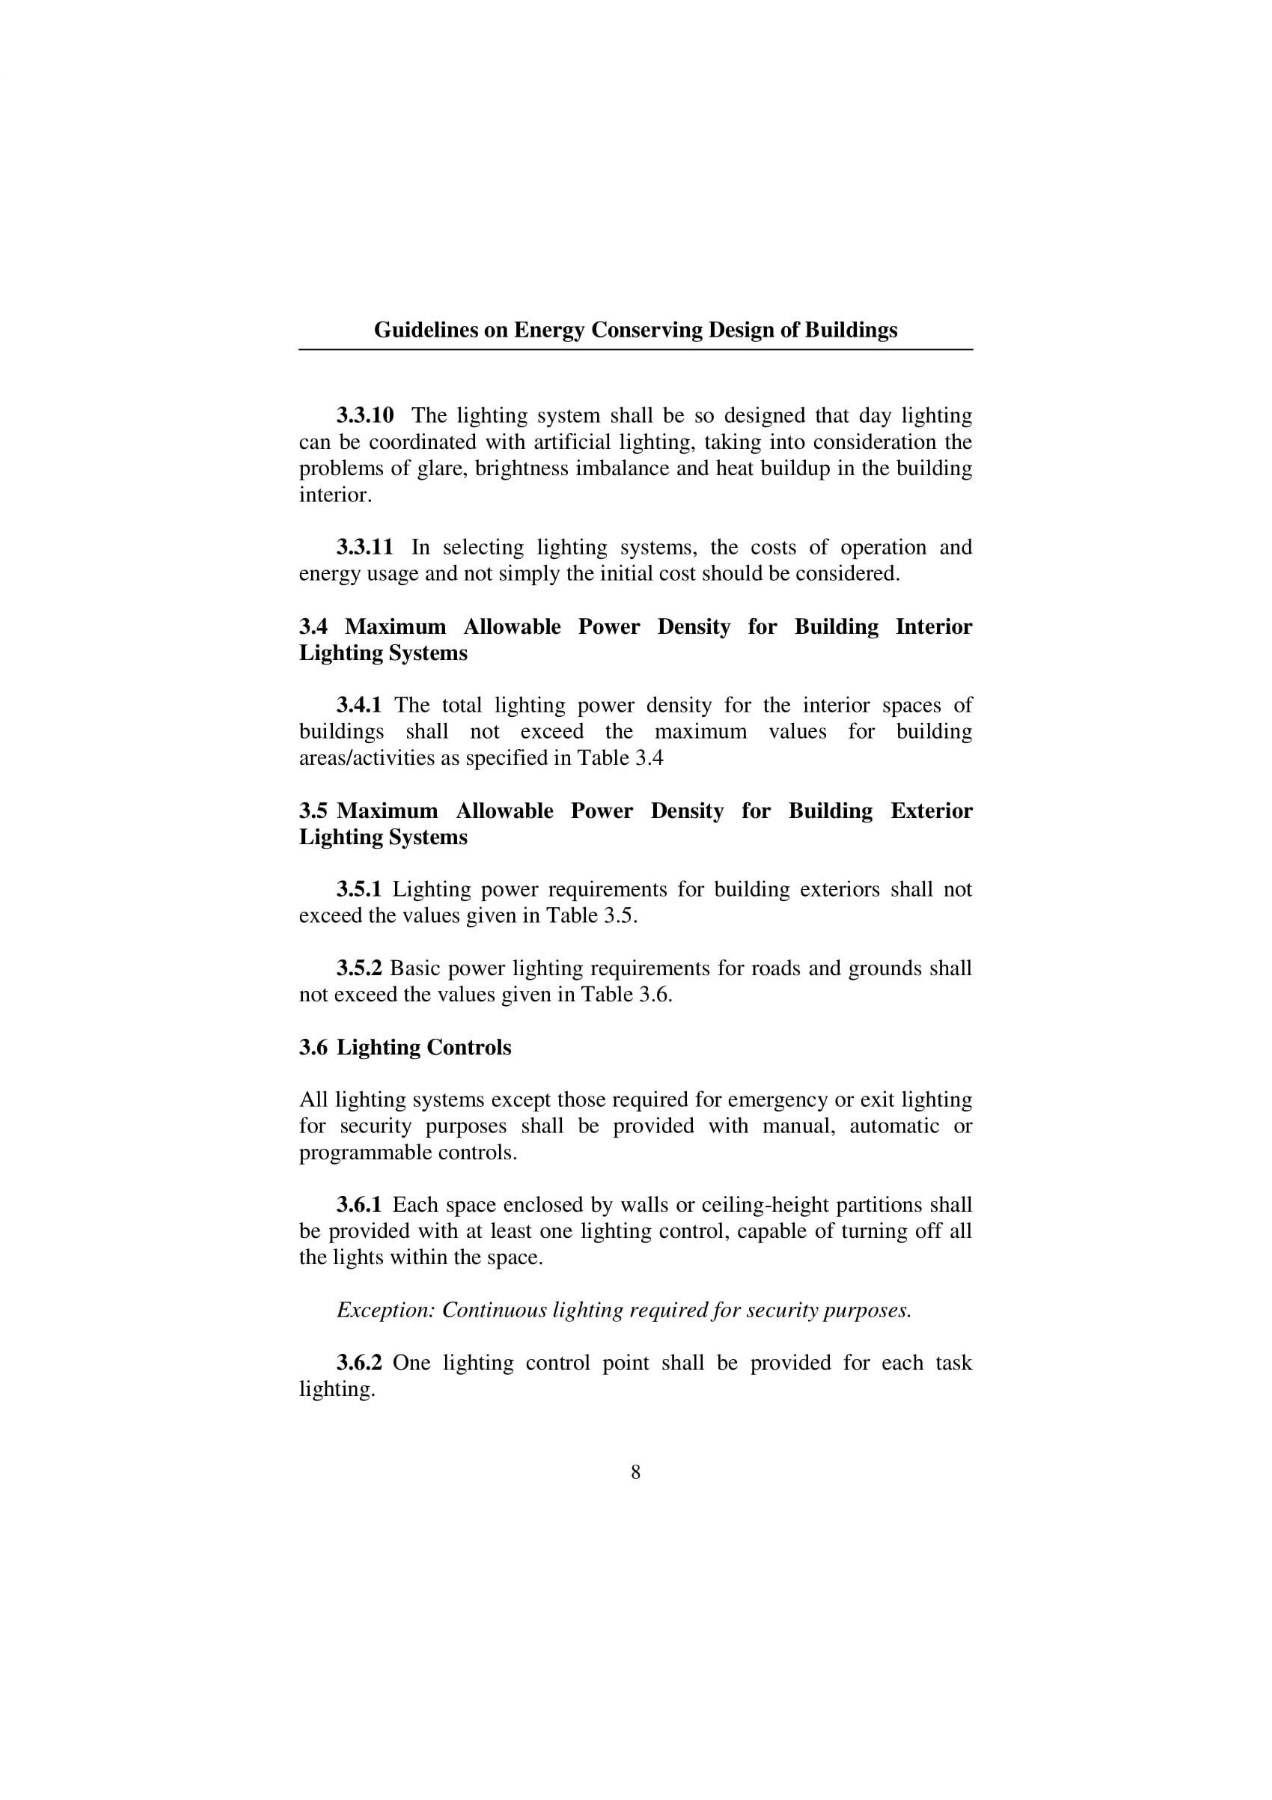 Guidelines on Energy Conserving Design of Buildings
3.3.10 The lighting system shall be so designed that day lighting
can be coordinated with artificial lighting, taking into consideration the
problems of glare, brightness imbalance and heat buildup in the building
interior.
3.3.11 In selecting lighting systems, the costs of operation and
energy usage and not simply the initial cost should be considered.
3.4 Maximum Allowable Power Density for Building Interior
Lighting Systems
3.4.1 The total lighting power density for the interior spaces of
buildings shall not exceed the maximum values for building
areas/activities as specified in Table 3.4
3.5 Maximum Allowable Power Density for Building Exterior
Lighting Systems
3.5.1 Lighting power requirements for building exteriors shall not
exceed the values given in Table 3.5.
3.5.2 Basic power lighting requirements for roads and grounds shall
not exceed the values given in Table 3.6.
3.6 Lighting Controls
All lighting systems except those required for emergency or exit lighting
for security purposes shall be provided with manual, automatic or
programmable controls.
3.6.1 Each space enclosed by walls or ceiling-height partitions shall
be provided with at least one lighting control, capable of turning off all
the lights within the space.
Exception: Continuous lighting required for security purposes.
3.6.2 One lighting control point shall be provided for each task
lighting.
8